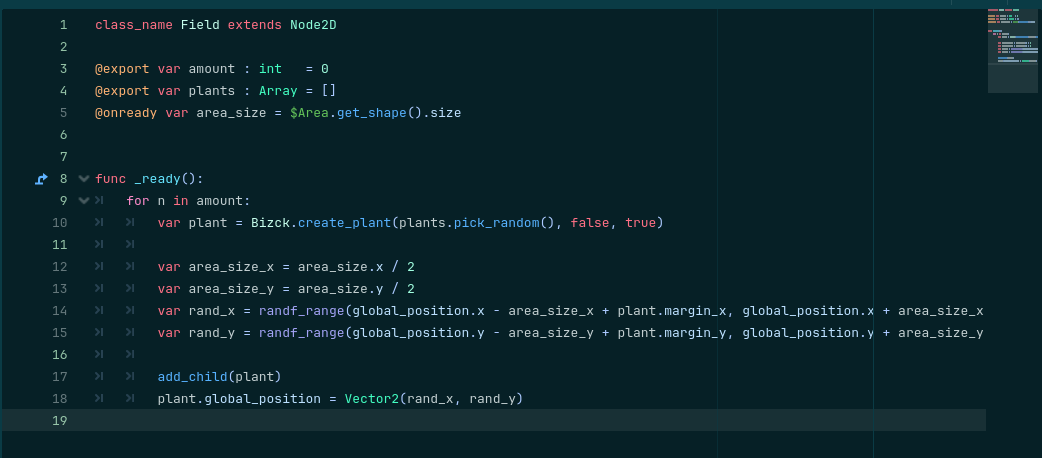 1 class_name Field extends Node2D
2
3 @export var amount : int   = 0
4 @export var plants : Array = []
5 @onready var area_size = $Area.get_shape().size
6
7
8 func _ready():
9 for n in amount:
10 var plant = Bizck.create_plant(plants.pick_random(), false, true)
11
12 var area_size_x = area_size.x / 2
13 var area_size_y = area_size.y / 2
14 var rand_x = randf_range(global_position.x - area_size_x + plant.margin_x, global_position.x + area_size_x
15 var rand_y = randf_range(global_position.y - area_size_y + plant.margin_y, global_position.y + area_size_y
16
17 add_child(plant)
18 plant.global_position = Vector2(rand_x, rand_y)
19